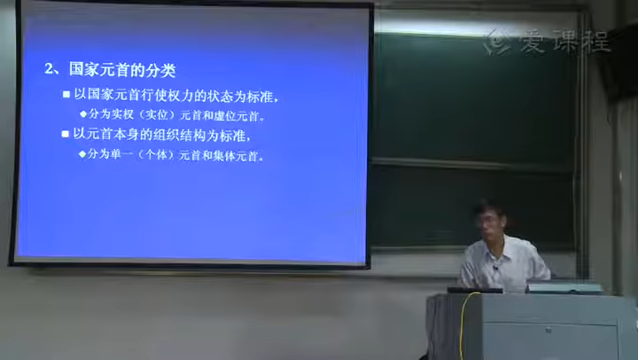 2、国家元首的分类
■以国家元首行使权力的状态为标准，
◆分为实权（实位）元首和虚位元首。
■以元首本身的组织结构为标准，
◆分为单一（个体）元首和集体元首。
爱课程